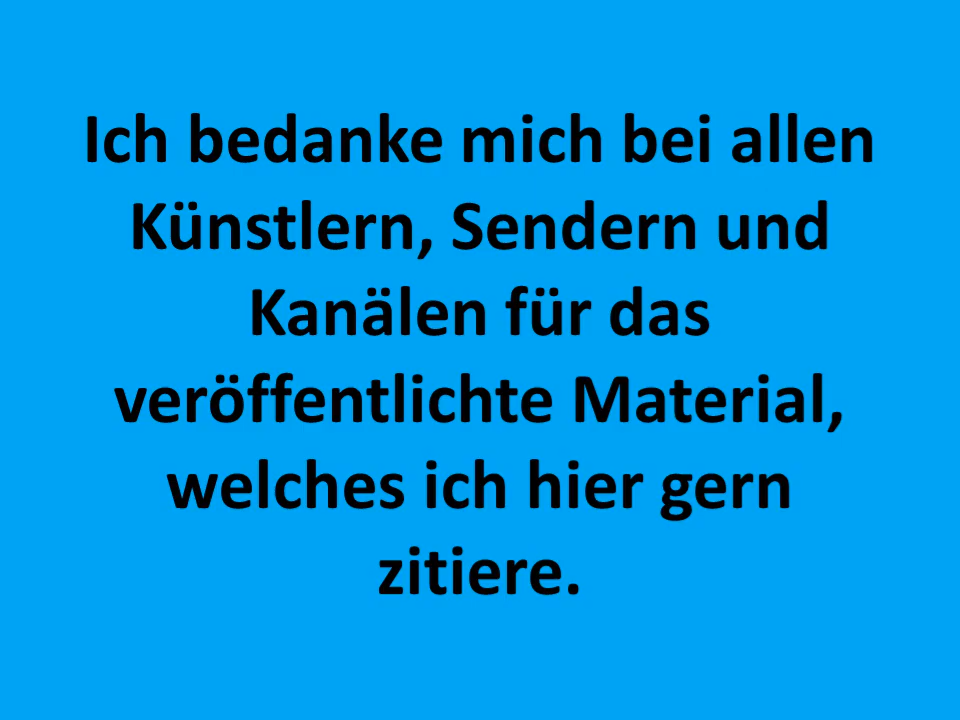 Ich bedanke mich bei allen
Künstlern, Sendern und
Kanälen für das
veröffentlichte Material,
welches ich hier gern
zitiere.